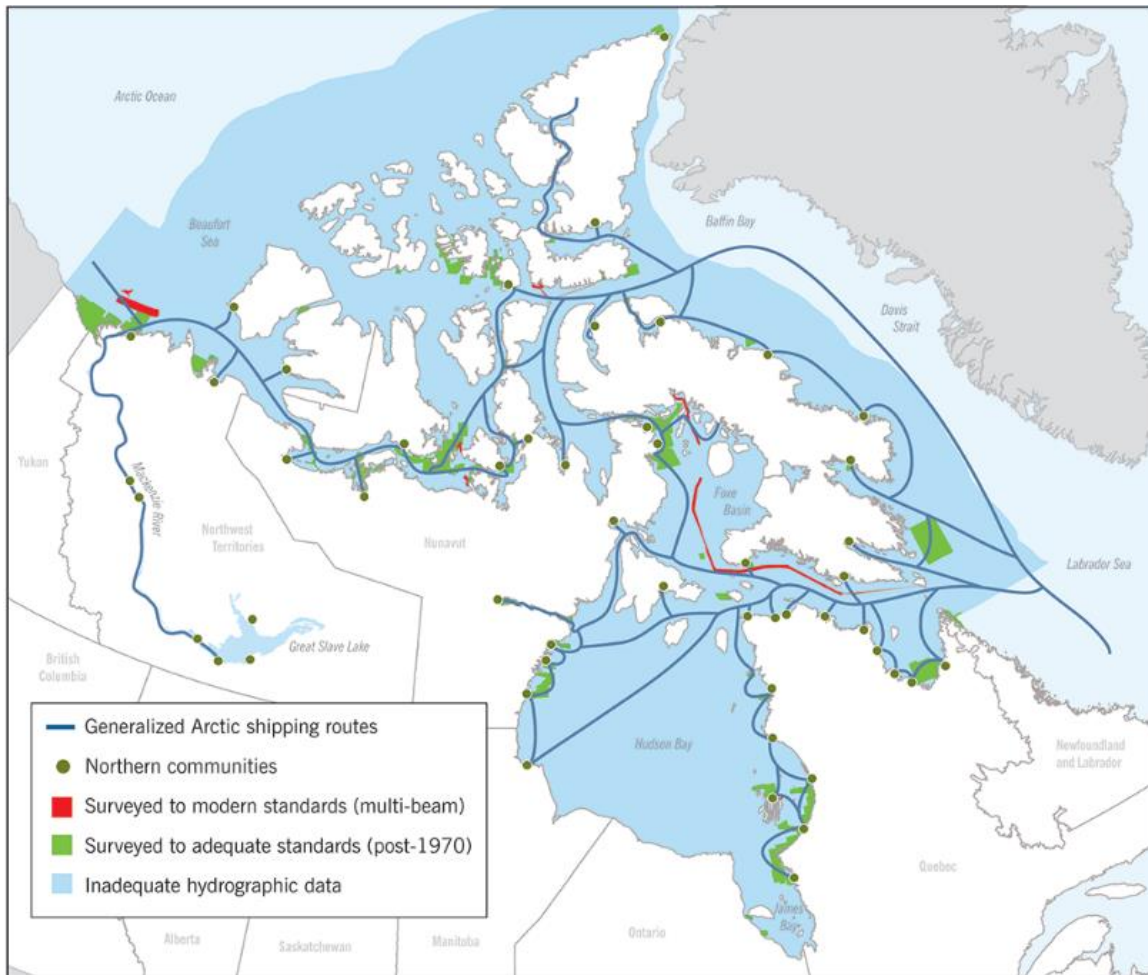 Arctic Ocean
Beaufort
Sea
Baffin Bay
Davis
Strait
Yukon
Mackenzie River
Northwest
Territories
Nunavut
Foxe
Basin
Labrador Sea
Great Slave Lake
British
Columbia
Hudson Bay
Newfoundland
and Labrador
Generalized Arctic shipping routes
Northern communities
Surveyed to modern standards (multi-beam)
Surveyed to adequate standards (post-1970)
Inadequate hydrographic data
Quebec
James
Bay
Alberta
Saskatchewan
Manitoba
Ontario